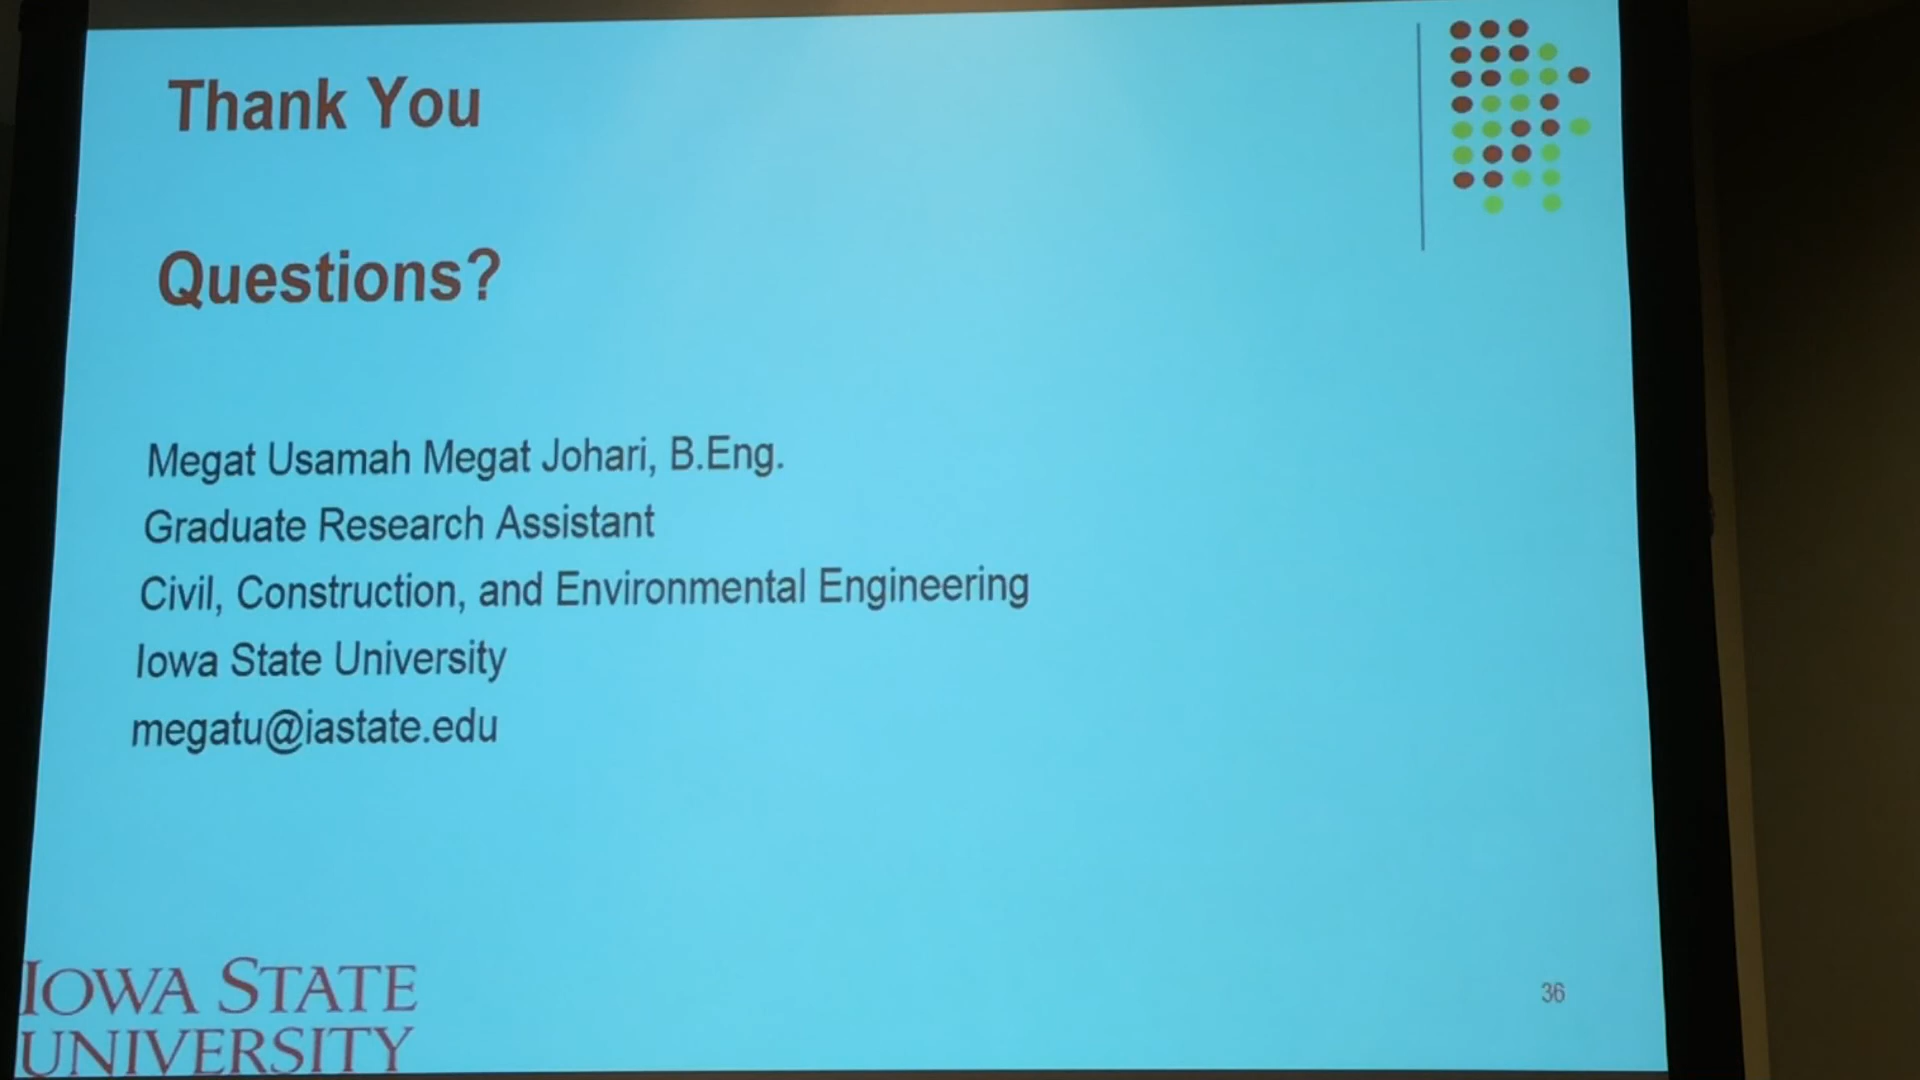 Thank You
Questions?
Megat Usamah Megat Johari, B.Eng.
Graduate Research Assistant
Civil, Construction, and Environmental Engineering
Iowa State University
megatu@iastate.edu
IOWA STATE
UNIVERSITY
36